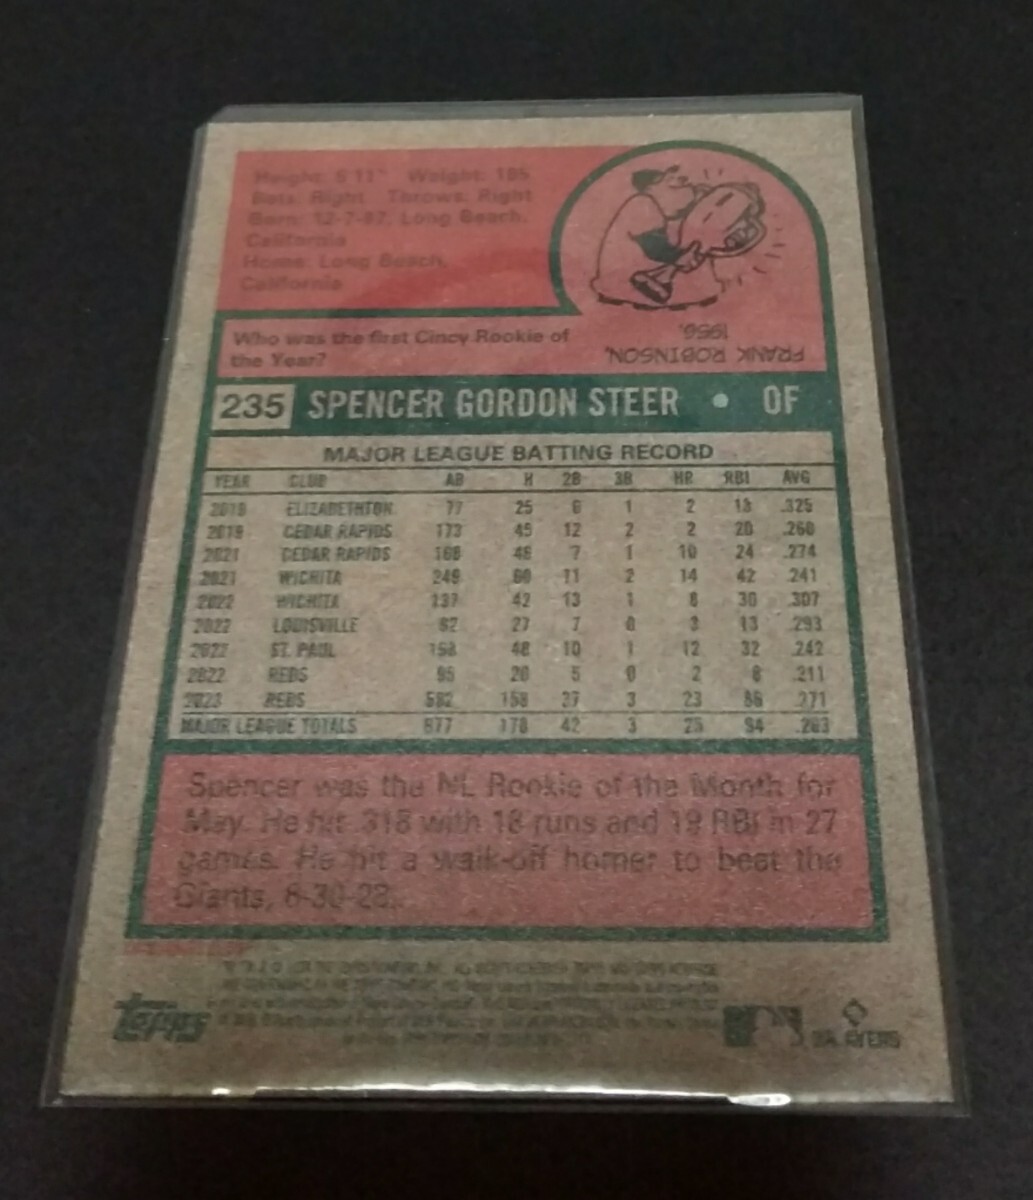 Height: 5'11" Weight: 185
Bats: Right Throws: Right
Born: 12-7-97, Long Beach,
California
Home: Long Beach,
California
Who was the first Cincy Rookie of
the Year?
FRANK ROBINSON,
1956.
235 SPENCER GORDON STEER • OF
MAJOR LEAGUE BATTING RECORD
YEAR CLUB AB H 2B 3B HR RBI AVG
2019 ELIZABETHTON 77 25 6 1 2 13 .325
2019 CEDAR RAPIDS 173 45 12 2 2 20 .260
2021 CEDAR RAPIDS 168 46 7 1 10 24 .274
2021 WICHITA 249 60 11 2 14 42 .241
2022 WICHITA 137 42 13 1 8 30 .307
2022 LOUISVILLE 27 7 0 3 13 .293
2022 ST. PAUL 48 10 1 12 32 .242
2022 REDS 95 20 5 0 2 8 .211
2023 REDS 582 158 37 3 23 86 .271
MAJOR LEAGUE TOTALS 677 178 42 3 25 94 .263
Spencer was the NL Rookie of the Month for
May. He hit .318 with 18 runs and 19 RBI in 27
games. He hit a walk-off homer to beat the
Giants,
Topps
PLAYERS